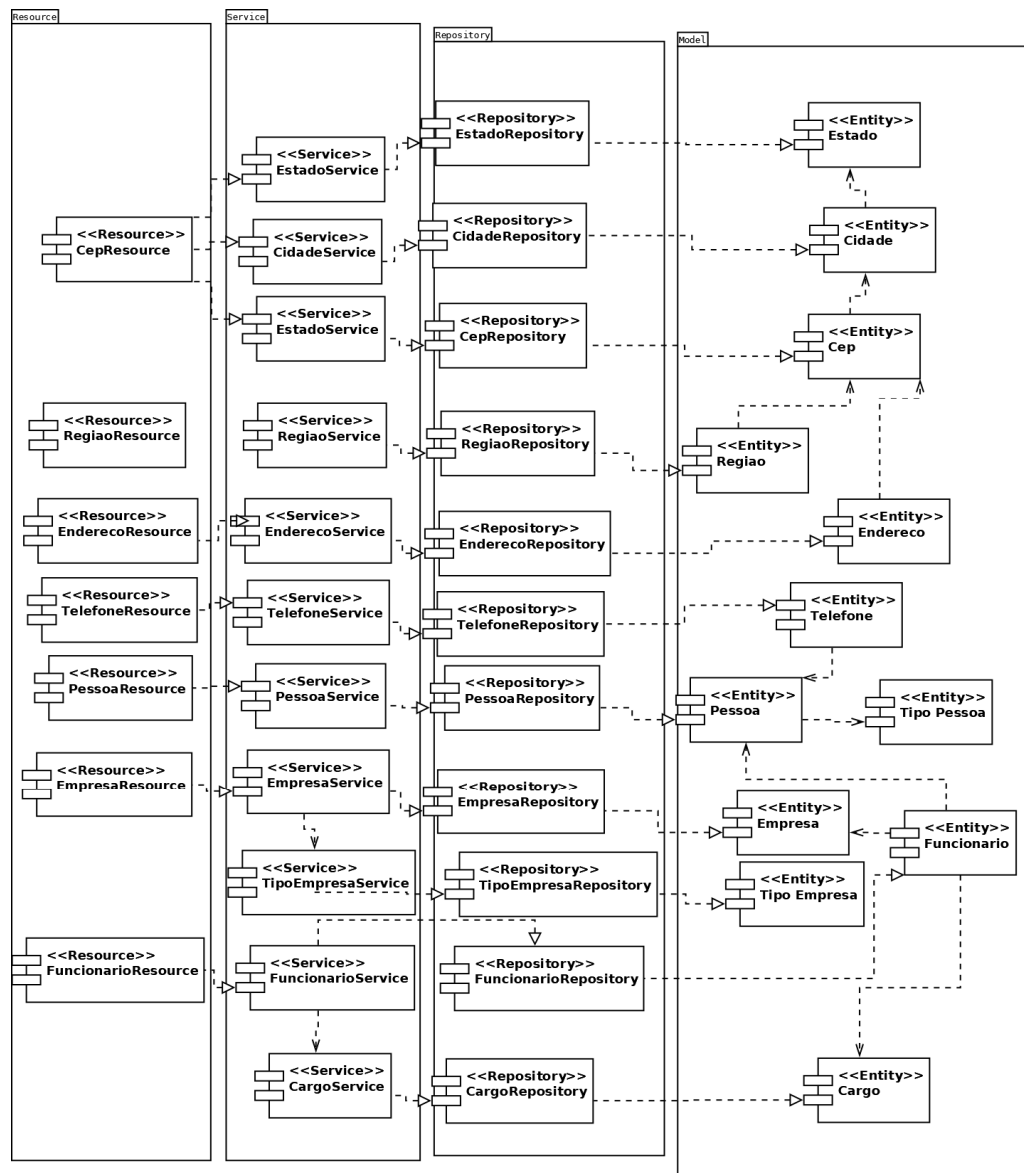 Resource
Service
Repository
Model
<<Resource>>
CepResource
<<Resource>>
RegiaoResource
<<Resource>>
EnderecoResource
<<Resource>>
TelefoneResource
<<Resource>>
PessoaResource
<<Resource>>
EmpresaResource
<<Resource>>
FuncionarioResource
<<Service>>
EstadoService
<<Service>>
CidadeService
<<Service>>
EstadoService
<<Service>>
RegiaoService
<<Service>>
EnderecoService
<<Service>>
TelefoneService
<<Service>>
PessoaService
<<Service>>
EmpresaService
<<Service>>
TipoEmpresaService
<<Service>>
FuncionarioService
<<Service>>
CargoService
<<Repository>>
EstadoRepository
<<Repository>>
CidadeRepository
<<Repository>>
CepRepository
<<Repository>>
RegiaoRepository
<<Repository>>
EnderecoRepository
<<Repository>>
TelefoneRepository
<<Repository>>
PessoaRepository
<<Repository>>
EmpresaRepository
<<Repository>>
TipoEmpresaRepository
<<Repository>>
FuncionarioRepository
<<Repository>>
CargoRepository
<<Entity>>
Estado
<<Entity>>
Cidade
<<Entity>>
Cep
<<Entity>>
Regiao
<<Entity>>
Endereco
<<Entity>>
Telefone
<<Entity>>
Pessoa
<<Entity>>
Tipo Pessoa
<<Entity>>
Empresa
<<Entity>>
Funcionario
<<Entity>>
Tipo Empresa
<<Entity>>
Cargo